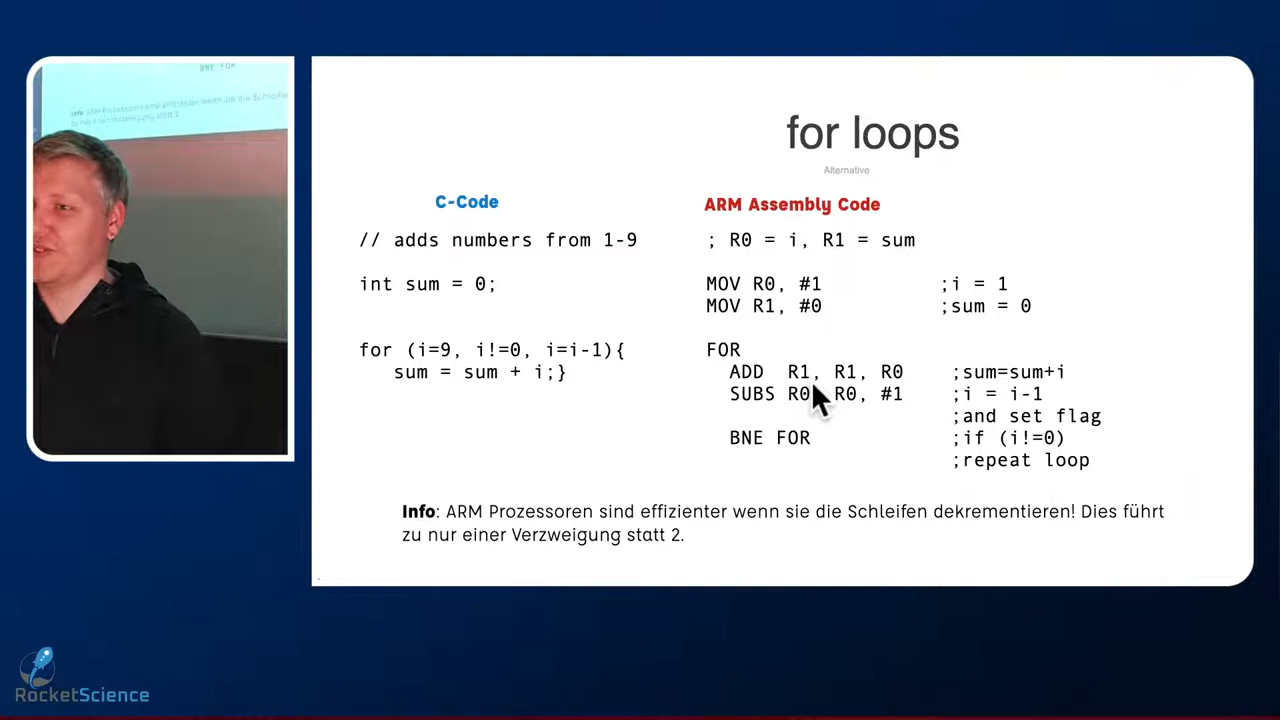 BNE FOR
for loops
Alternative
C-Code
ARM Assembly Code
// adds numbers from 1-9
; R0 = i, R1 = sum
int sum = 0;
MOV R0, #1 ;i = 1
MOV R1, #0 ;sum = 0
for (i=9, i!=0, i=i-1){
sum = sum + i;}
FOR
ADD R1, R1, R0 ;sum=sum+i
SUBS R0, R0, #1 ;i = i-1
;and set flag
BNE FOR ;if (i!=0)
;repeat loop
Info: ARM Prozessoren sind effizienter wenn sie die Schleifen dekrementieren! Dies führt
zu nur einer Verzweigung statt 2.
RocketScience